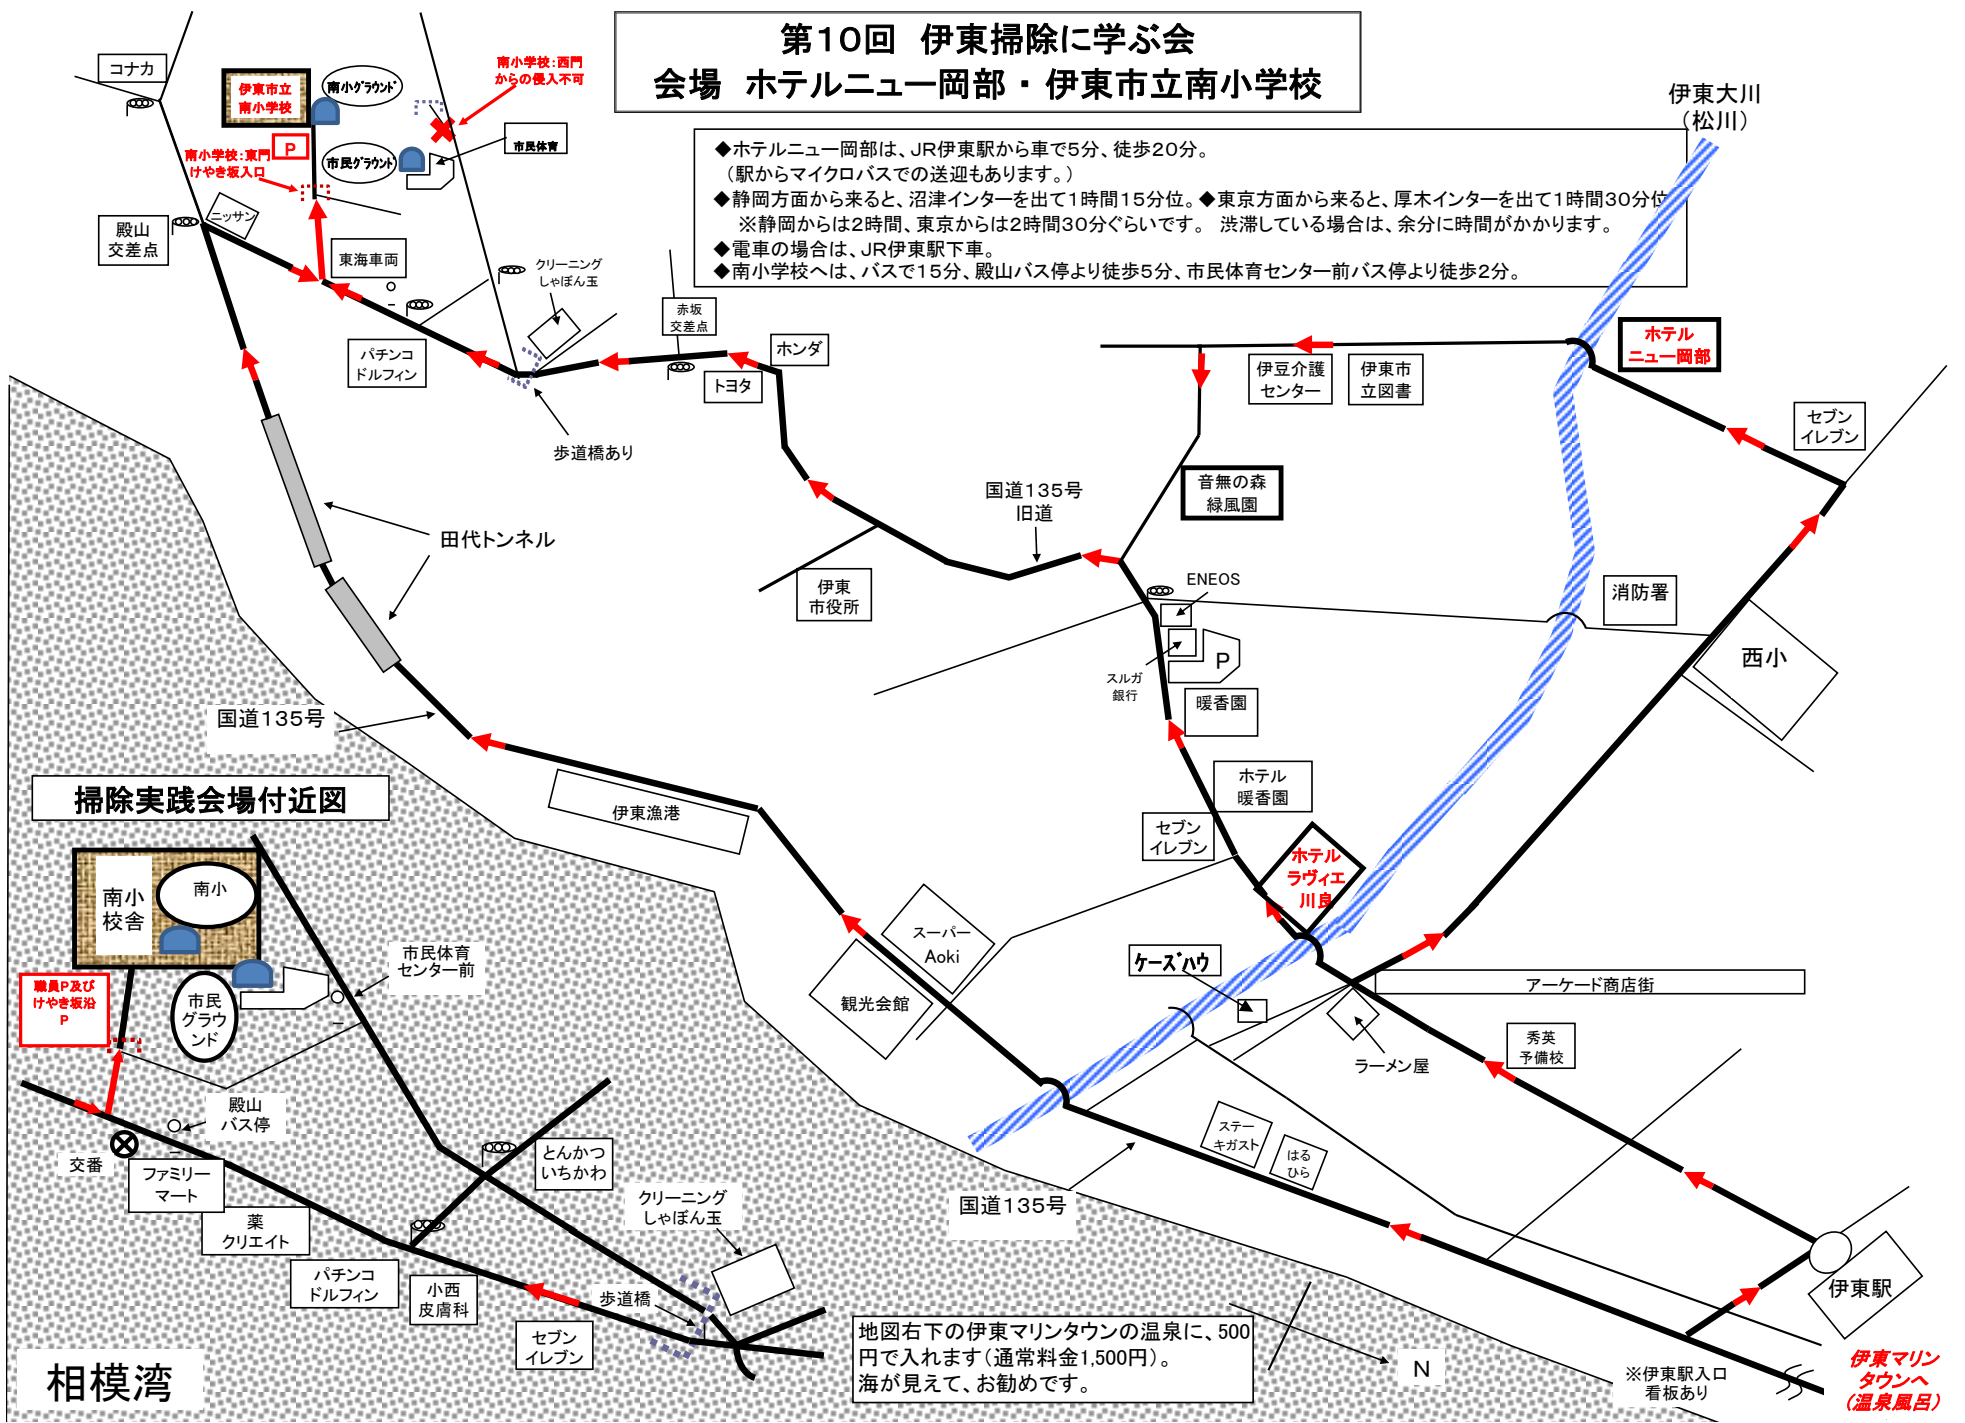 第10回 伊東掃除に学ぶ会
会場 ホテルニュー岡部・伊東市立南小学校
◆ホテルニュー岡部は、JR伊東駅から車で5分、徒歩20分。
（駅からマイクロバスでの送迎もあります。）
◆静岡方面から来ると、沼津インターを出て1時間15分位。◆東京方面から来ると、厚木インターを出て1時間30分位
※静岡からは2時間、東京からは2時間30分ぐらいです。 渋滞している場合は、余分に時間がかかります。
◆電車の場合は、JR伊東駅下車。
◆南小学校へは、バスで15分、殿山バス停より徒歩5分、市民体育センター前バス停より徒歩2分。
伊東大川
（松川）
コナカ
伊東市立
南小学校
南小グラウンド
南小学校：西門
からの侵入不可
市民体育
P
市民グラウント
南小学校：東門
けやき坂入口
ニッサン
殿山
交差点
東海車両
クリーニング
しゃぼん玉
赤坂
交差点
パチンコ
ドルフィン
ホンダ
トヨタ
歩道橋あり
伊豆介護
センター
伊東市
立図書
ホテル
ニュー岡部
セブン
イレブン
音無の森
緑風園
国道135号
旧道
田代トンネル
伊東
市役所
ENEOS
消防署
スルガ
銀行
P
暖香園
西小
国道135号
ホテル
暖香園
セブン
イレブン
伊東漁港
ホテル
ラヴィエ
川良
スーパー
Aoki
観光会館
ケーズハウ
アーケード商店街
ラーメン屋
秀英
予備校
ステー
キガスト
はる
ひら
国道135号
伊東駅
※伊東駅入口
看板あり
伊東マリン
タウンへ
（温泉風呂）
N
地図右下の伊東マリンタウンの温泉に、500
円で入れます（通常料金1,500円）。
海が見えて、お勧めです。
掃除実践会場付近図
南小
校舎
南小
市民体育
センター前
職員P及び
けやき坂沿
P
市民
グラウ
ンド
殿山
バス停
交番
ファミリー
マート
薬
クリエイト
とんかつ
いちかわ
クリーニング
しゃぼん玉
パチンコ
ドルフィン
小西
皮膚科
歩道橋
セブン
イレブン
相模湾